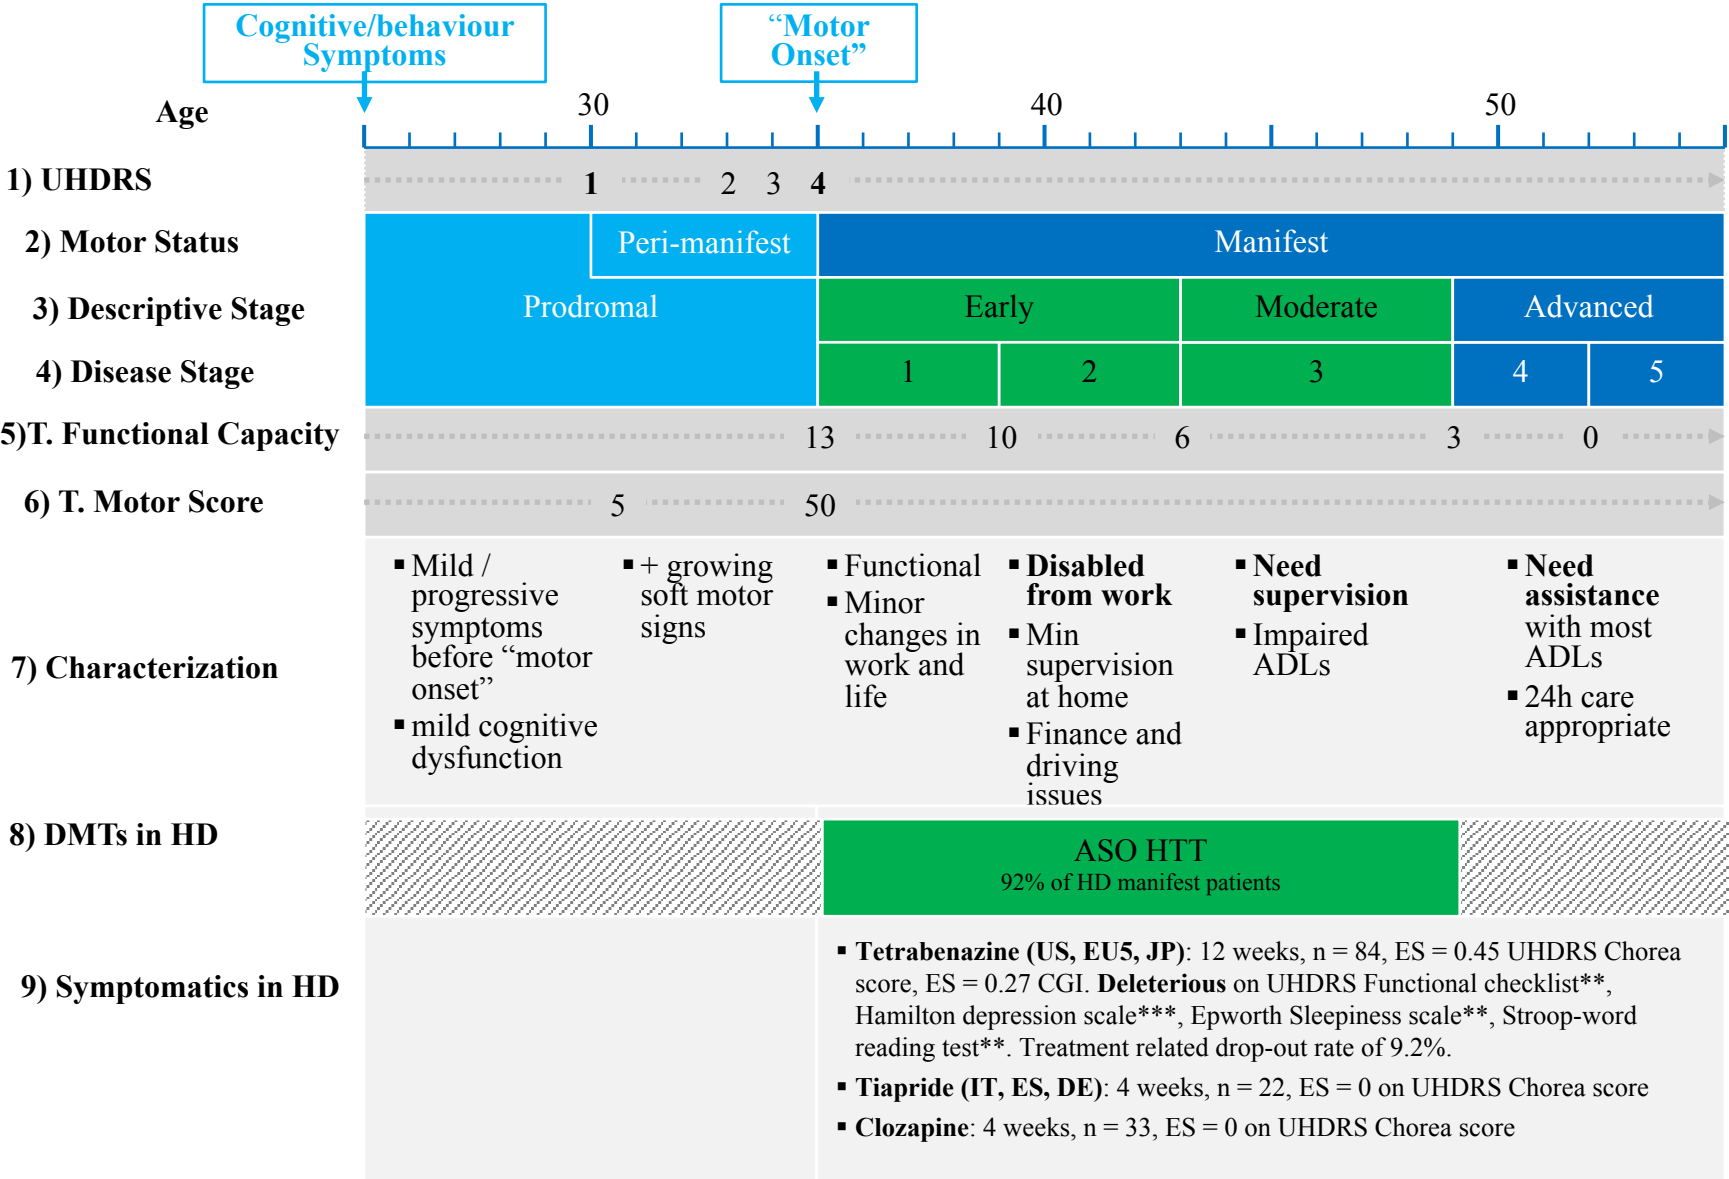 Cognitive/behaviour
Symptoms
“Motor
Onset”
Age
30
40
50
1) UHDRS
1
2
3
4
2) Motor Status
Peri-manifest
Manifest
3) Descriptive Stage
Prodromal
Early
Moderate
Advanced
4) Disease Stage
1
2
3
4
5
5)T. Functional Capacity
13
10
6
3
0
6) T. Motor Score
5
50
7) Characterization
▪ Mild /
progressive
symptoms
before “motor
onset”
▪ mild cognitive
dysfunction
▪ + growing
soft motor
signs
▪ Functional
▪ Minor
changes in
work and
life
▪ Disabled
from work
▪ Min
supervision
at home
▪ Finance and
driving
issues
▪ Need
supervision
▪ Impaired
ADLs
▪ Need
assistance
with most
ADLs
▪ 24h care
appropriate
8) DMTs in HD
ASO HTT
92% of HD manifest patients
9) Symptomatics in HD
▪ Tetrabenazine (US, EU5, JP): 12 weeks, n = 84, ES = 0.45 UHDRS Chorea
score, ES = 0.27 CGI. Deleterious on UHDRS Functional checklist**,
Hamilton depression scale***, Epworth Sleepiness scale**, Stroop-word
reading test**. Treatment related drop-out rate of 9.2%.
▪ Tiapride (IT, ES, DE): 4 weeks, n = 22, ES = 0 on UHDRS Chorea score
▪ Clozapine: 4 weeks, n = 33, ES = 0 on UHDRS Chorea score